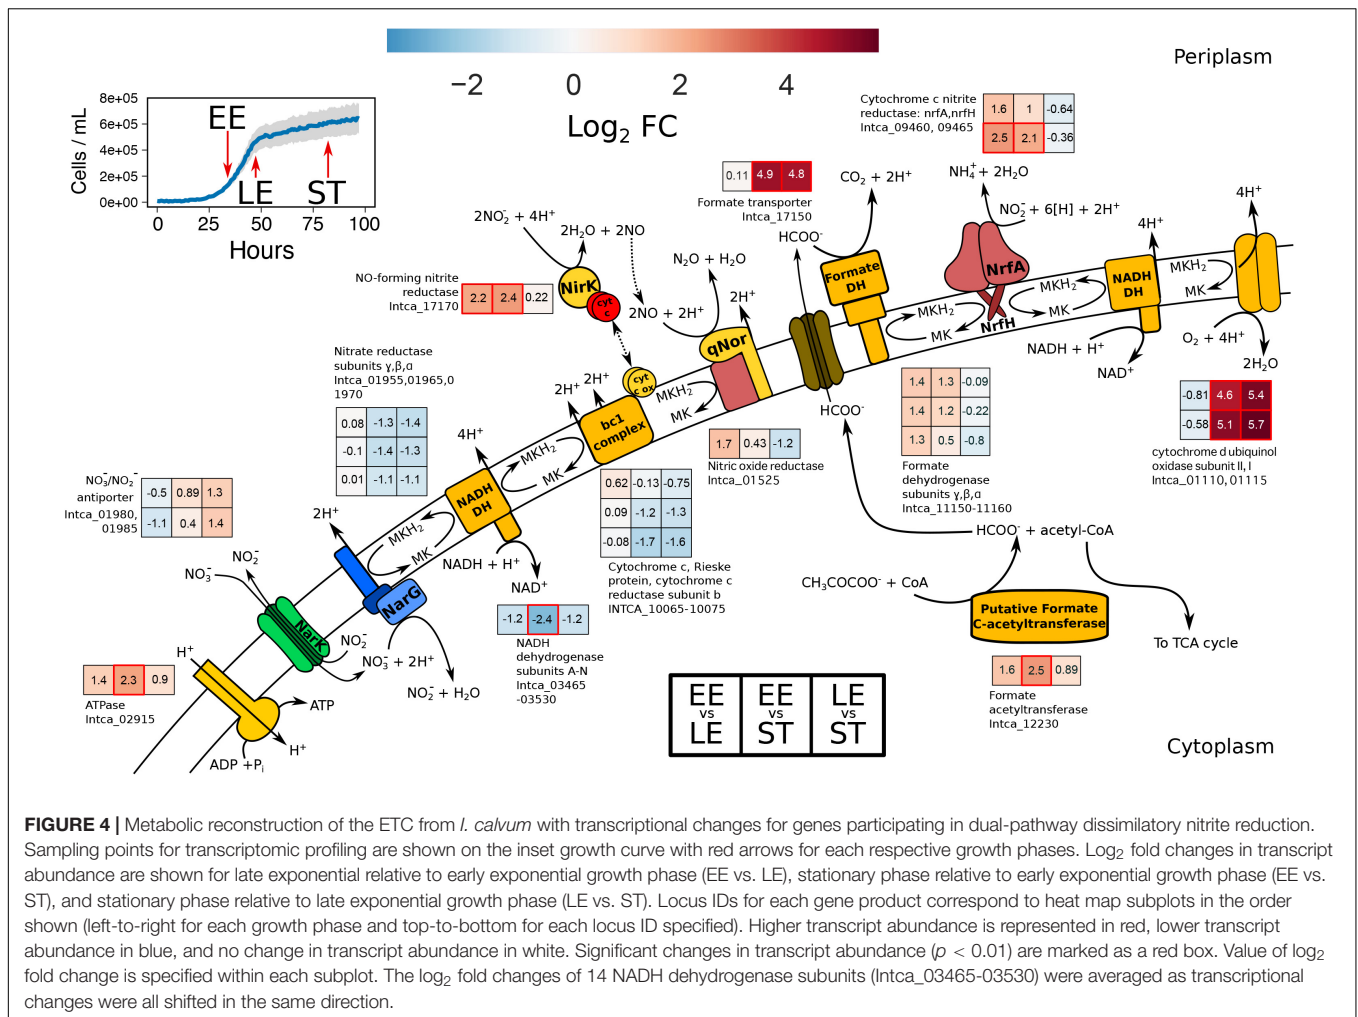 Periplasm
−2
0
2
4
Log2 FC
8e+05
6e+05
4e+05
2e+05
0e+00
Cells / mL
EE
LE
ST
0
25
50
75
100
Hours
Cytochrome c nitrite
reductase: nrfA,nrfH
Intca_09460, 09465
1.6 1 -0.64
2.5 2.1 -0.36
NH4+ + 2H2O
NO2- + 6[H] + 2H+
NrfA
NrfH
0.11 4.9 4.8
Formate transporter
Intca_17150
HCOO-
CO2 + 2H+
Formate
DH
MKH2
MK
MKH2
MK
4H+
NADH
DH
NADH + H+
NAD+
MKH2
MK
4H+
O2 + 4H+
2H2O
-0.81 4.6 5.4
-0.58 5.1 5.7
cytochrome d ubiquinol
oxidase subunit II, I
Intca_01110, 01115
2NO2- + 4H+
2H2O + 2NO
NirK
cyt
c
NO-forming nitrite
reductase
Intca_17170
2.2 2.4 0.22
N2O + H2O
2NO + 2H+
2H+
qNor
cyt
c ox
MKH2
MK
1.7 0.43 -1.2
Nitric oxide reductase
Intca_01525
HCOO-
1.4 1.3 -0.09
1.4 1.2 -0.22
1.3 0.5 -0.8
Formate
dehydrogenase
subunits γ,β,α
Intca_11150-11160
Nitrate reductase
subunits γ,β,α
Intca_01955,01965,0
1970
0.08 -1.3 -1.4
-0.1 -1.4 -1.3
0.01 -1.1 -1.1
2H+
2H+
bc1
complex
MKH2
MK
4H+
NADH
DH
NADH + H+
NAD+
0.62 -0.13 -0.75
0.09 -1.2 -1.3
-0.08 -1.7 -1.6
Cytochrome c, Rieske
protein, cytochrome c
reductase subunit b
INTCA_10065-10075
-1.2 -2.4 -1.2
NADH
dehydrogenase
subunits A-N
Intca_03465
-03530
NO3-/NO2-
antiporter
Intca_01980,
01985
-0.5 0.89 1.3
-1.1 0.4 1.4
2H+
MKH2
MK
NarG
NO3- + 2H+
NO2- + H2O
NO2-
NO3-
NarK
NO2-
H+
1.4 2.3 0.9
ATPase
Intca_02915
ATP
H+
ADP +Pi
HCOO- + acetyl-CoA
CH3COCOO- + CoA
Putative Formate
C-acetyltransferase
To TCA cycle
1.6 2.5 0.89
Formate
acetyltransferase
Intca_12230
EE vs LE
EE vs ST
LE vs ST
Cytoplasm
FIGURE 4 | Metabolic reconstruction of the ETC from I. calvum with transcriptional changes for genes participating in dual-pathway dissimilatory nitrite reduction.
Sampling points for transcriptomic profiling are shown on the inset growth curve with red arrows for each respective growth phases. Log2 fold changes in transcript
abundance are shown for late exponential relative to early exponential growth phase (EE vs. LE), stationary phase relative to early exponential growth phase (EE vs.
ST), and stationary phase relative to late exponential growth phase (LE vs. ST). Locus IDs for each gene product correspond to heat map subplots in the order
shown (left-to-right for each growth phase and top-to-bottom for each locus ID specified). Higher transcript abundance is represented in red, lower transcript
abundance in blue, and no change in transcript abundance in white. Significant changes in transcript abundance (p < 0.01) are marked as a red box. Value of log2
fold change is specified within each subplot. The log2 fold changes of 14 NADH dehydrogenase subunits (Intca_03465-03530) were averaged as transcriptional
changes were all shifted in the same direction.